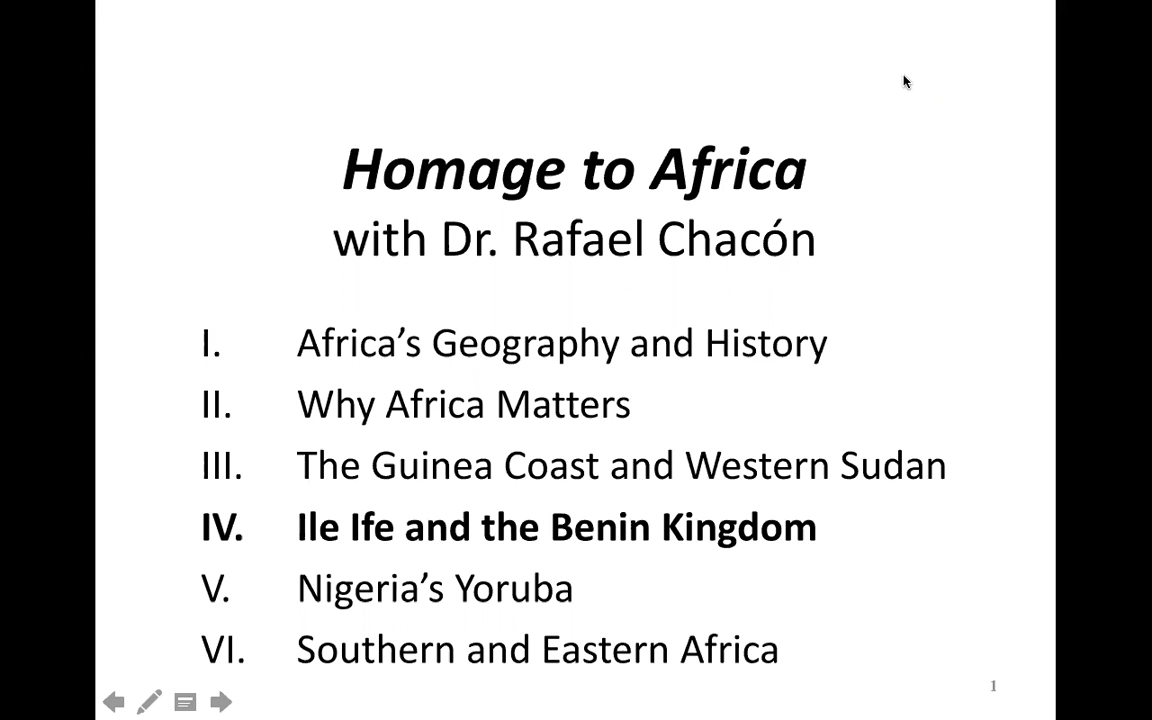 Homage to Africa
with Dr. Rafael Chacón
I. Africa’s Geography and History
II. Why Africa Matters
III. The Guinea Coast and Western Sudan
IV. Ile Ife and the Benin Kingdom
V. Nigeria’s Yoruba
VI. Southern and Eastern Africa
1